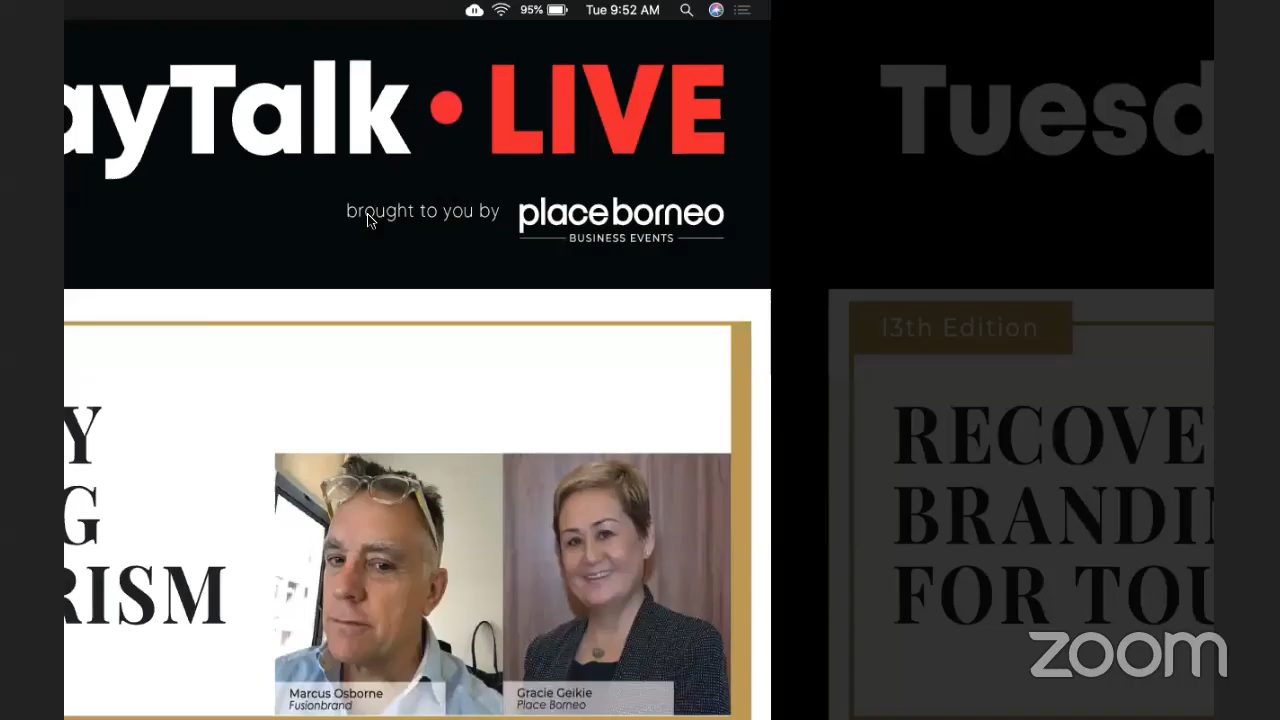 95% Tue 9:52 AM
ayTalk • LIVE
brought to you by placeborneo
BUSINESS EVENTS
Y
G
RISM
Marcus Osborne
Fusionbrand
Gracie Geikie
Place Borneo
Tuesd
13th Edition
RECOVE
BRANDI
FOR TOU
zoom